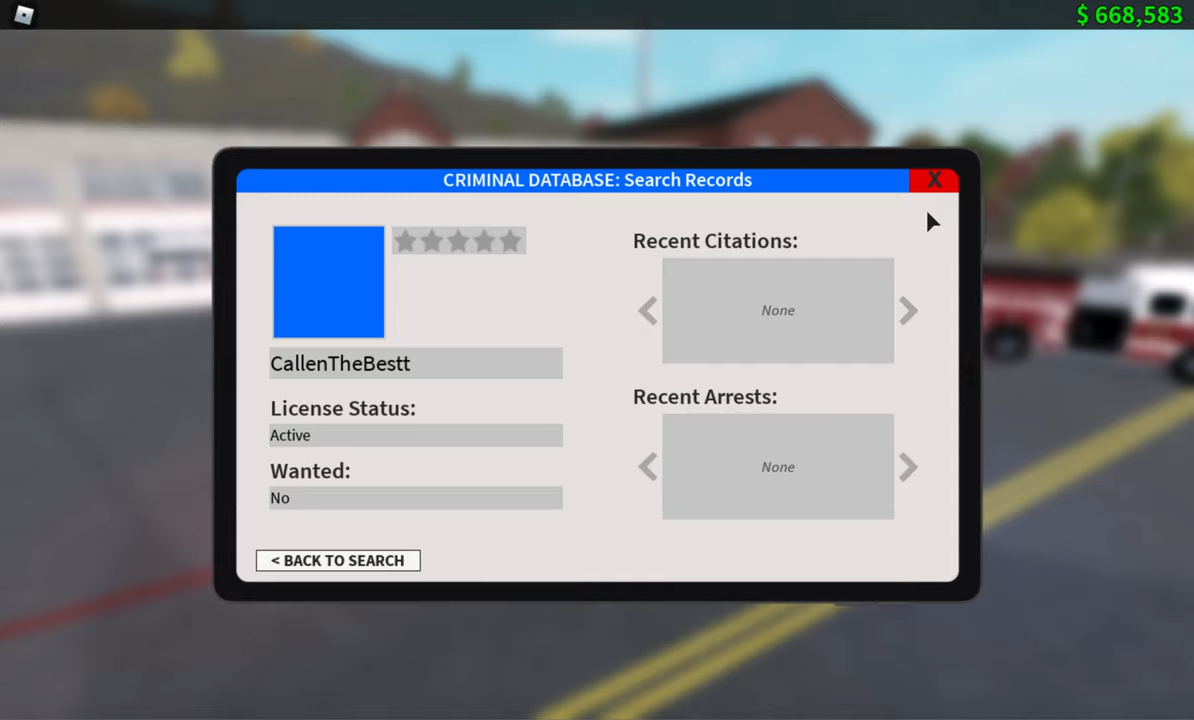 $ 668,583
CRIMINAL DATABASE: Search Records
X
CallenTheBestt
License Status:
Active
Wanted:
No
< BACK TO SEARCH
Recent Citations:
None
Recent Arrests:
None